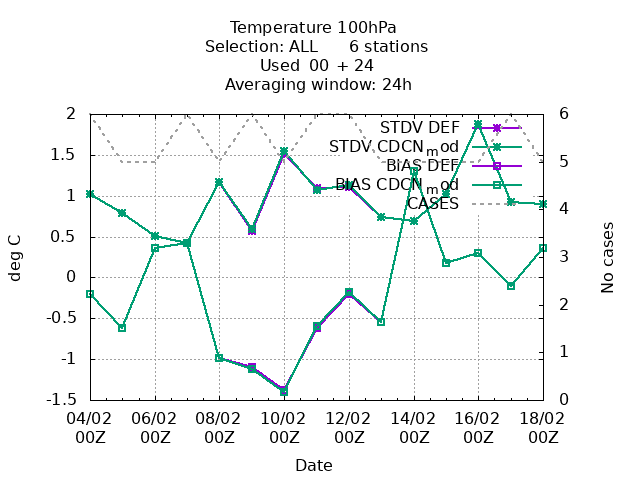 Temperature 100hPa
Selection: ALL 6 stations
Used 00 + 24
Averaging window: 24h
STDV DEF
STDV CDCN_mod
BIAS DEF
BIAS CDCN_mod
CASES
2
1.5
1
0.5
0
-0.5
-1
-1.5
deg C
6
5
4
3
2
1
0
No cases
04/02 06/02 08/02 10/02 12/02 14/02 16/02 18/02
00Z 00Z 00Z 00Z 00Z 00Z 00Z 00Z
Date